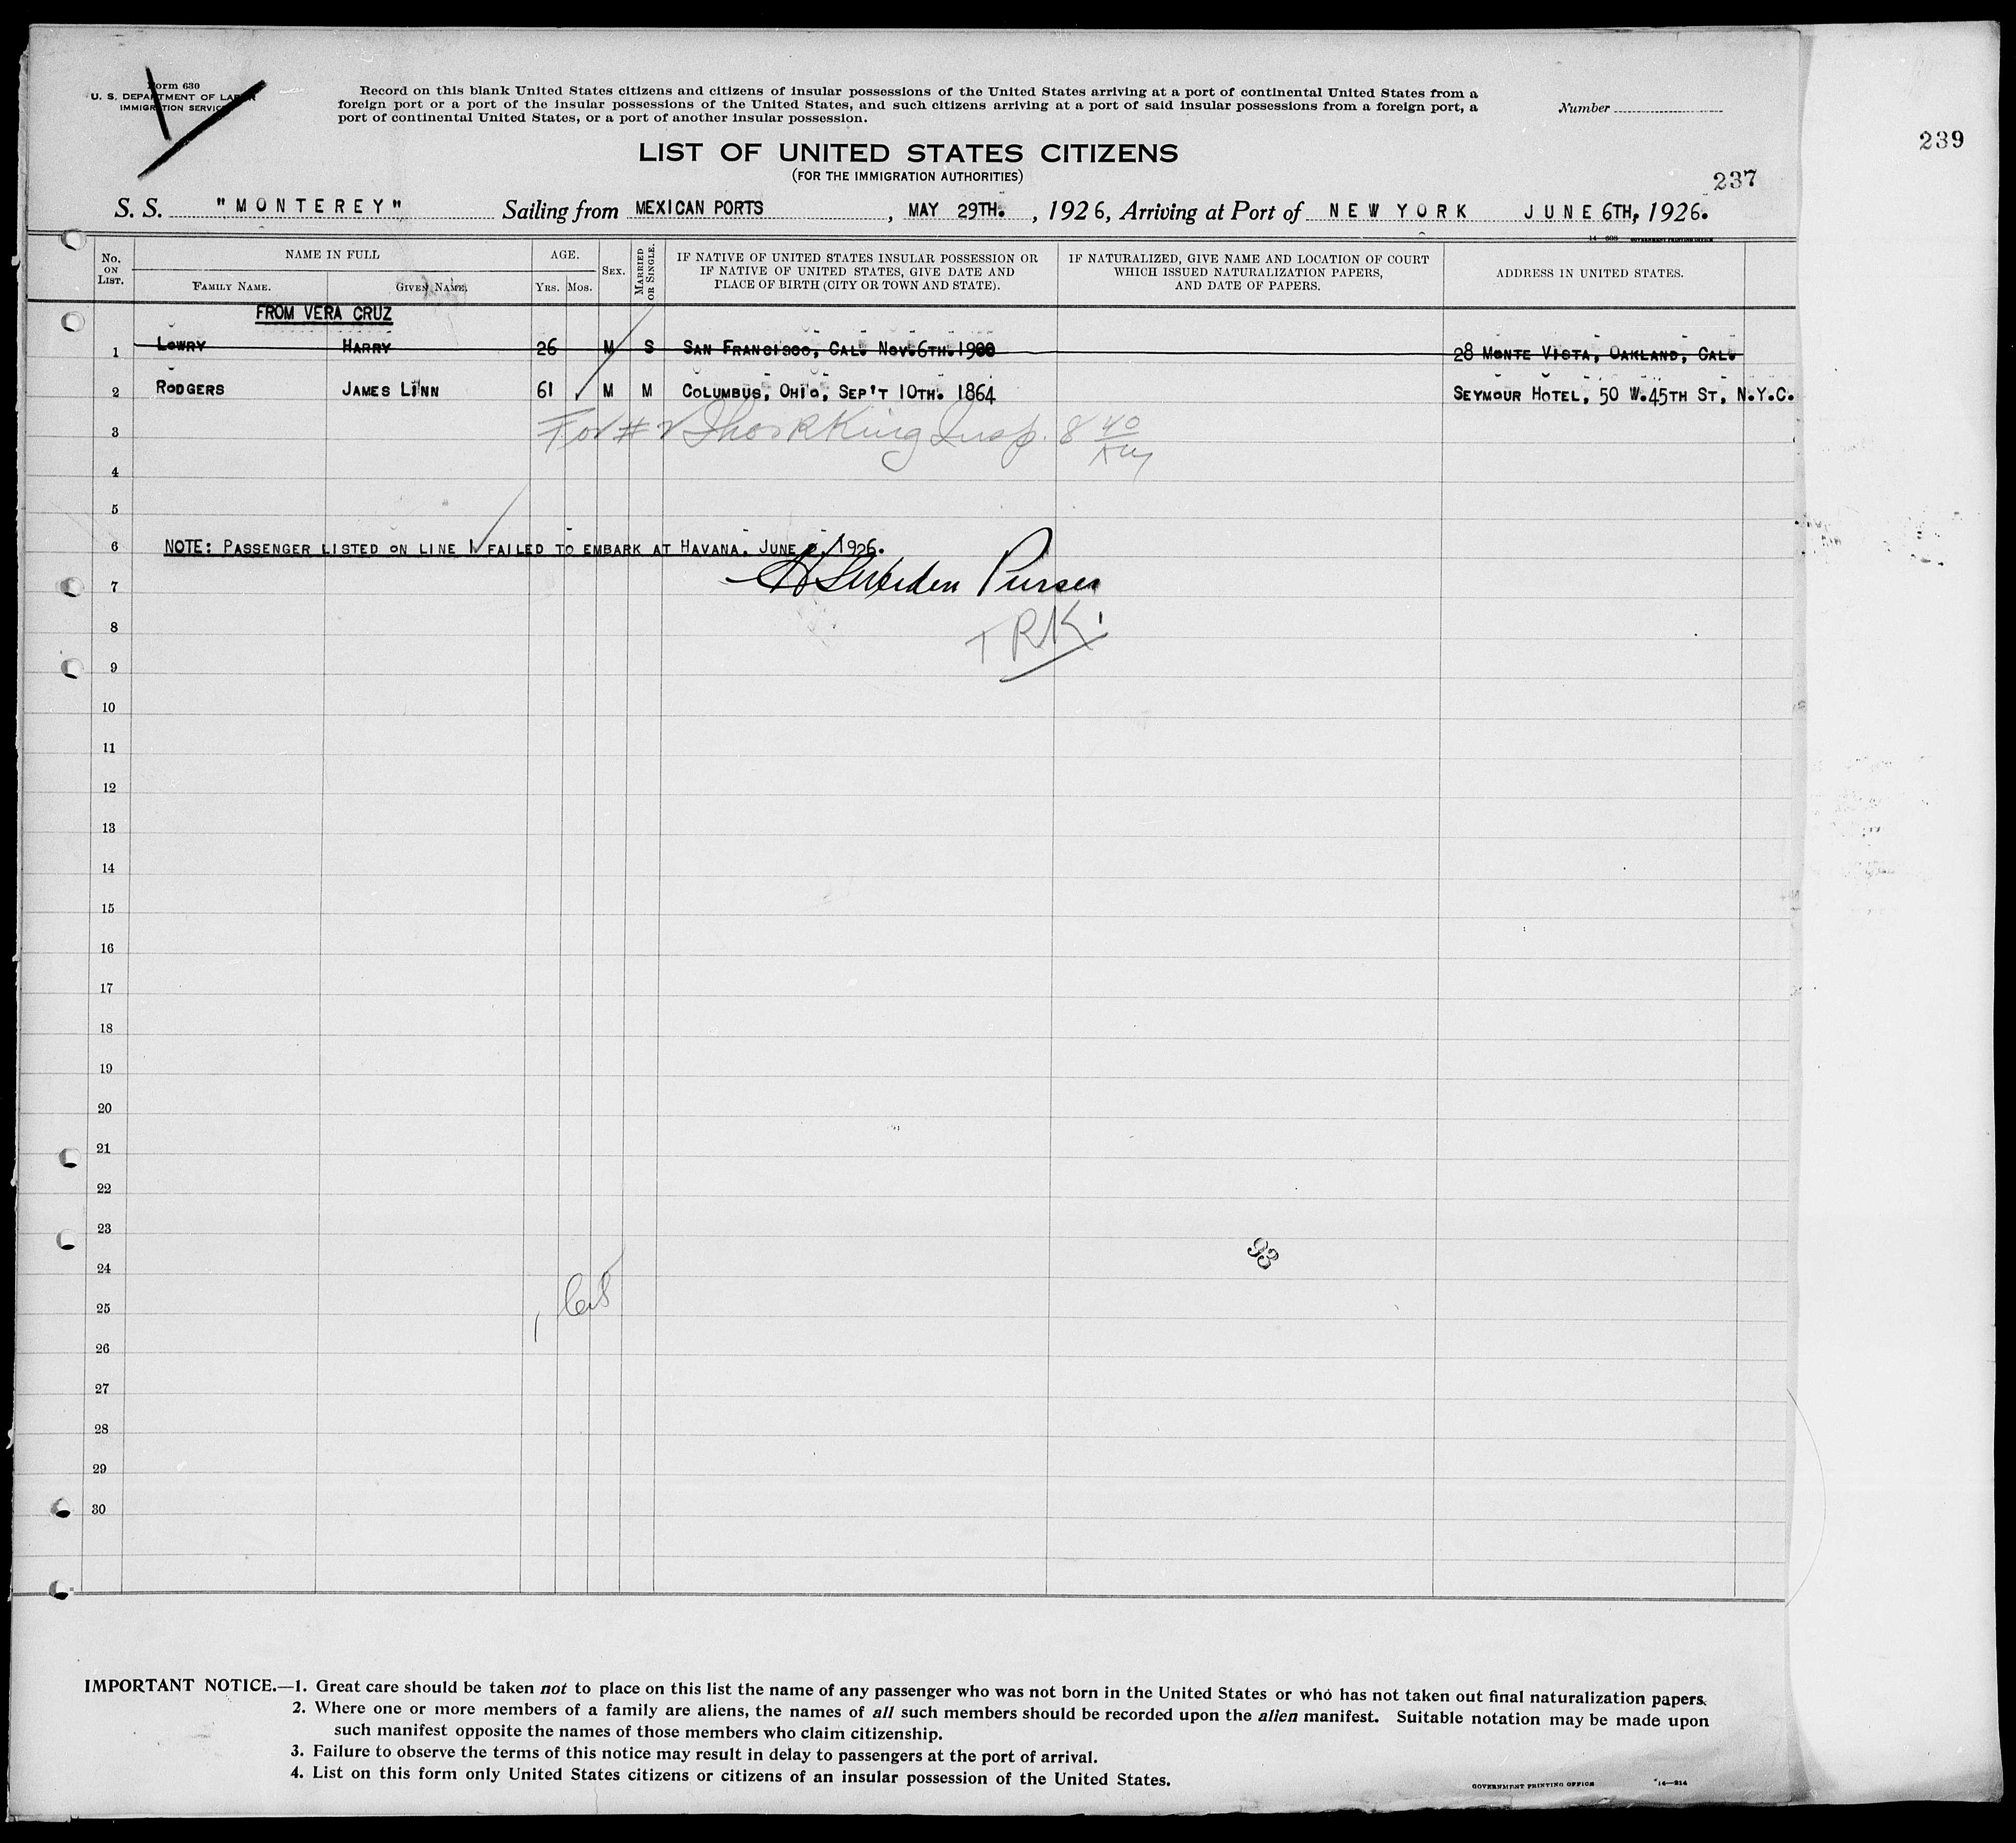 Form 630
U. S. DEPARTMENT OF LABOR
IMMIGRATION SERVICE
Record on this blank United States citizens and citizens of insular possessions of the United States arriving at a port of continental United States from a
foreign port or a port of the insular possessions of the United States, and such citizens arriving at a port of said insular possessions from a foreign port, a
port of continental United States, or a port of another insular possession.
Number
239
LIST OF UNITED STATES CITIZENS
(FOR THE IMMIGRATION AUTHORITIES)
237
S. S. "MONTEREY" Sailing from MEXICAN PORTS, MAY 29TH., 1926, Arriving at Port of NEW YORK JUNE 6TH, 1926.
No. ON LIST. NAME IN FULL FAMILY NAME. GIVEN NAME. AGE. YRS. MOS. SEX. MARRIED OR SINGLE. IF NATIVE OF UNITED STATES INSULAR POSSESSION OR IF NATIVE OF UNITED STATES, GIVE DATE AND PLACE OF BIRTH (CITY OR TOWN AND STATE). IF NATURALIZED, GIVE NAME AND LOCATION OF COURT WHICH ISSUED NATURALIZATION PAPERS, AND DATE OF PAPERS. ADDRESS IN UNITED STATES.
FROM VERA CRUZ
1 LOWRY HARRY 26 M S SAN FRANCISCO, CAL. NOV.6TH.1900 28 MONTE VISTA, OAKLAND, CAL.
2 RODGERS JAMES LINN 61 M M COLUMBUS, OHIO, SEP'T 10TH. 1864 SEYMOUR HOTEL, 50 W.45TH ST, N.Y.C.
3 For #2 Thos R King Insp. 8 40
4
5
6 NOTE: PASSENGER LISTED ON LINE 1 FAILED TO EMBARK AT HAVANA, JUNE 2, 1926.
7 Purser
8 TRK
9
10
11
12
13
14
15
16
17
18
19
20
21
22
23
93
24
25
26
27
28
29
30
IMPORTANT NOTICE.—1. Great care should be taken not to place on this list the name of any passenger who was not born in the United States or who has not taken out final naturalization papers.
2. Where one or more members of a family are aliens, the names of all such members should be recorded upon the alien manifest. Suitable notation may be made upon
such manifest opposite the names of those members who claim citizenship.
3. Failure to observe the terms of this notice may result in delay to passengers at the port of arrival.
4. List on this form only United States citizens or citizens of an insular possession of the United States.
GOVERNMENT PRINTING OFFICE 14—214